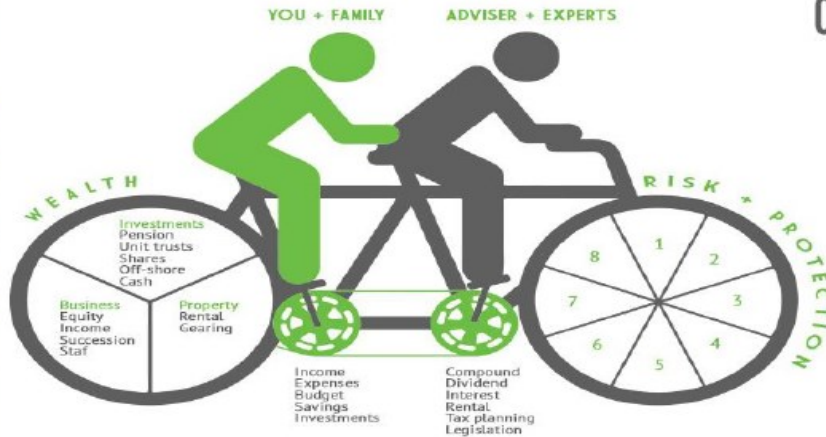 YOU + FAMILY
ADVISER + EXPERTS
WEALTH
Investments
Pension
Unit trusts
Shares
Off-shore
Cash
Business
Equity
Income
Succession
Staf
Property
Rental
Gearing
RISK + PROTECTION
1
2
3
4
5
6
7
8
Income
Expenses
Budget
Savings
Investments
Compound
Dividend
Interest
Rental
Tax planning
Legislation